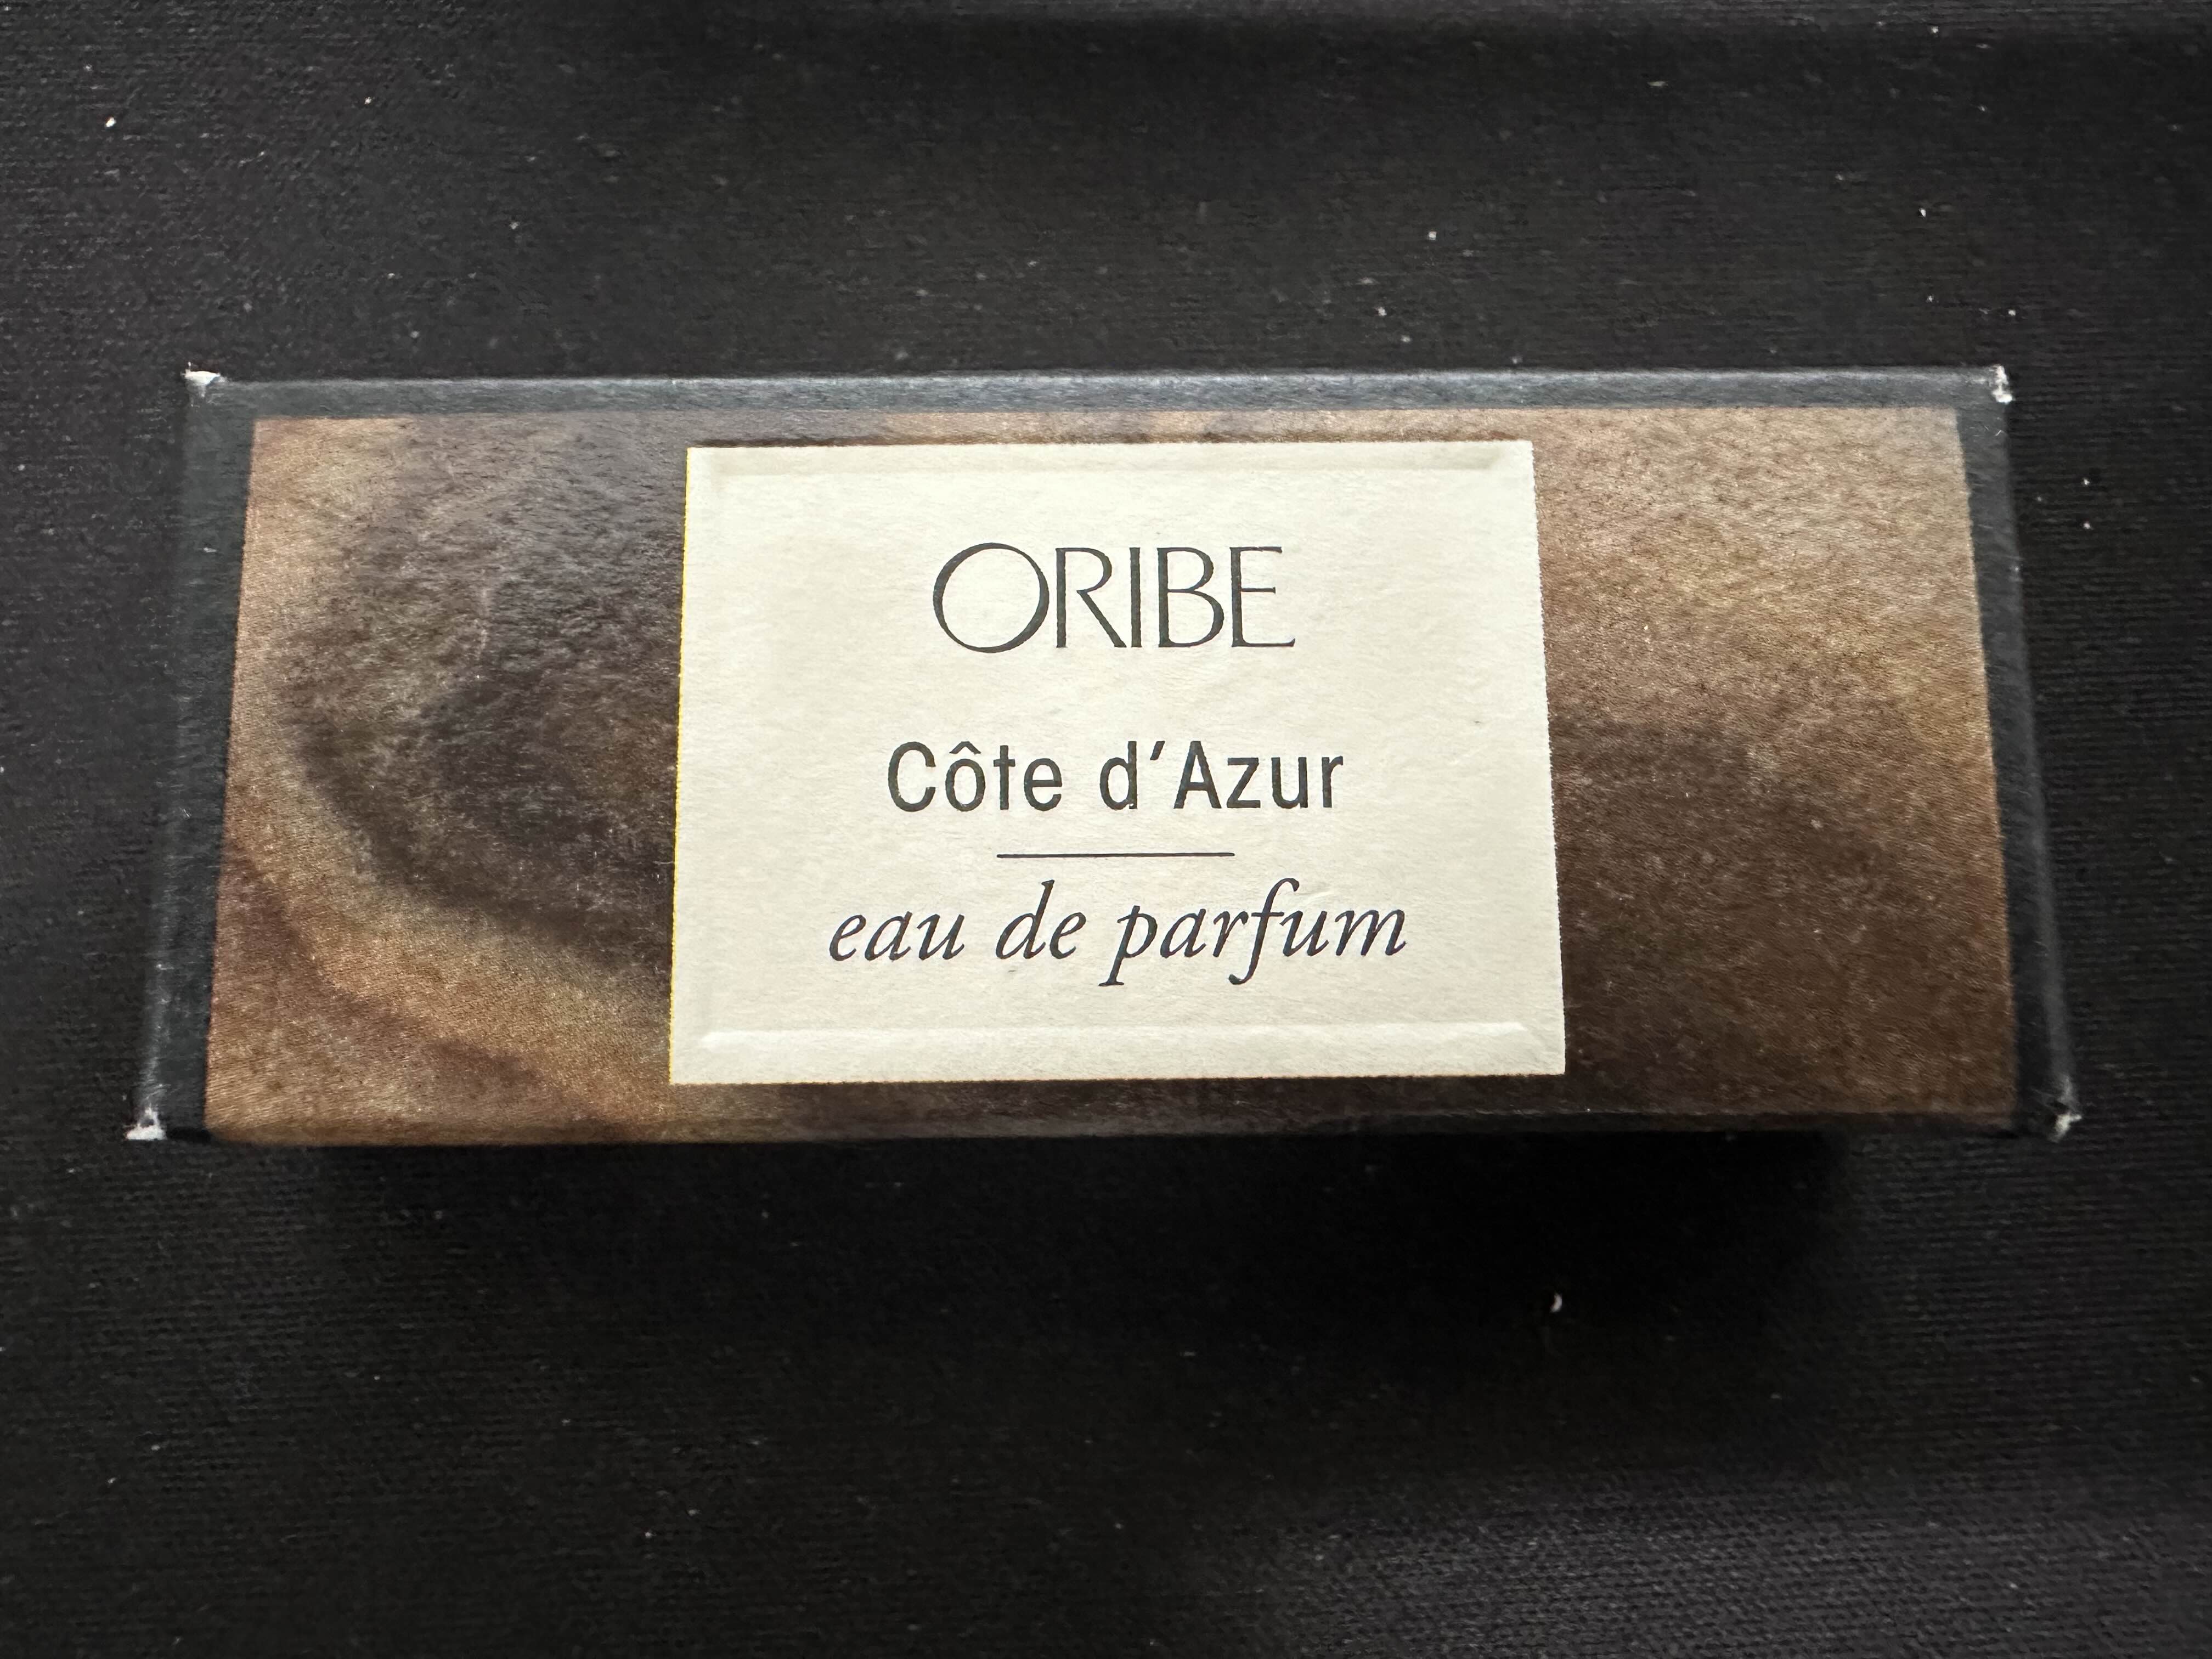 ORIBE
Côte d’Azur
eau de parfum